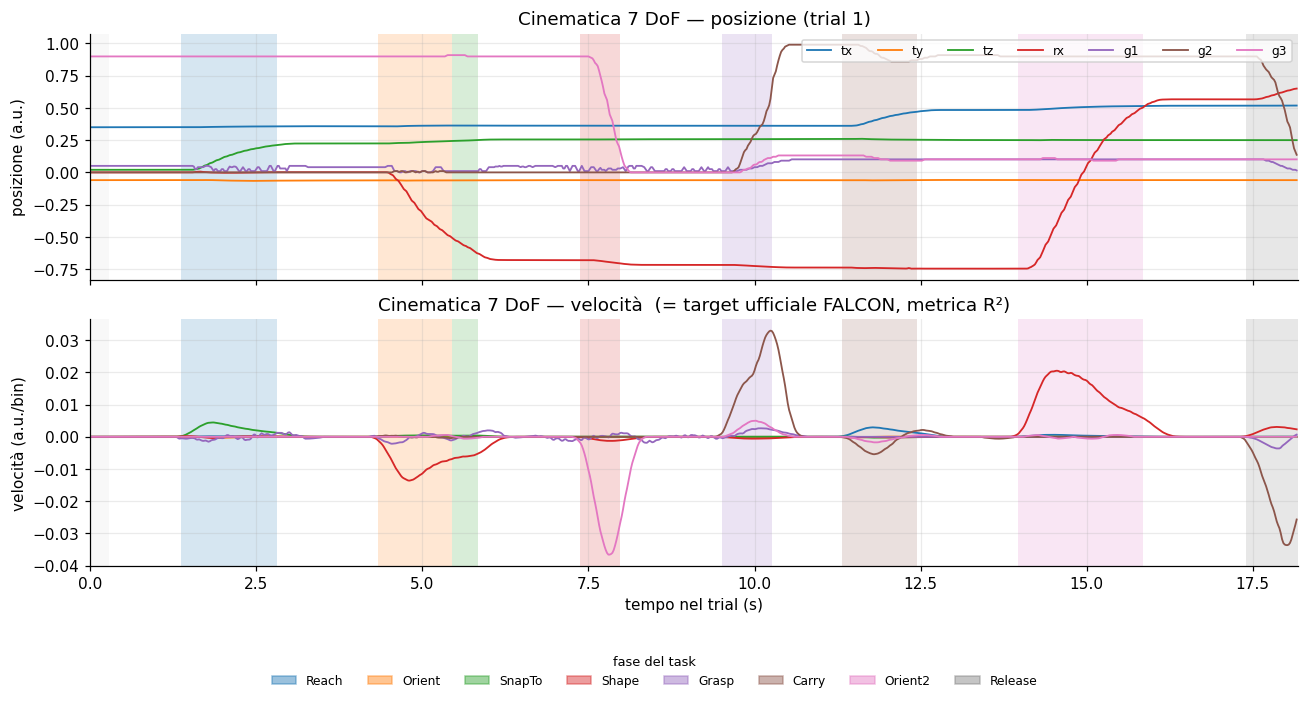 Cinematica 7 DoF — posizione (trial 1)
tx ty tz rx g1 g2 g3
posizione (a.u.)
1.00
0.75
0.50
0.25
0.00
−0.25
−0.50
−0.75
Cinematica 7 DoF — velocità (= target ufficiale FALCON, metrica R²)
velocità (a.u./bin)
0.03
0.02
0.01
0.00
−0.01
−0.02
−0.03
−0.04
0.0 2.5 5.0 7.5 10.0 12.5 15.0 17.5
tempo nel trial (s)
fase del task
Reach Orient SnapTo Shape Grasp Carry Orient2 Release